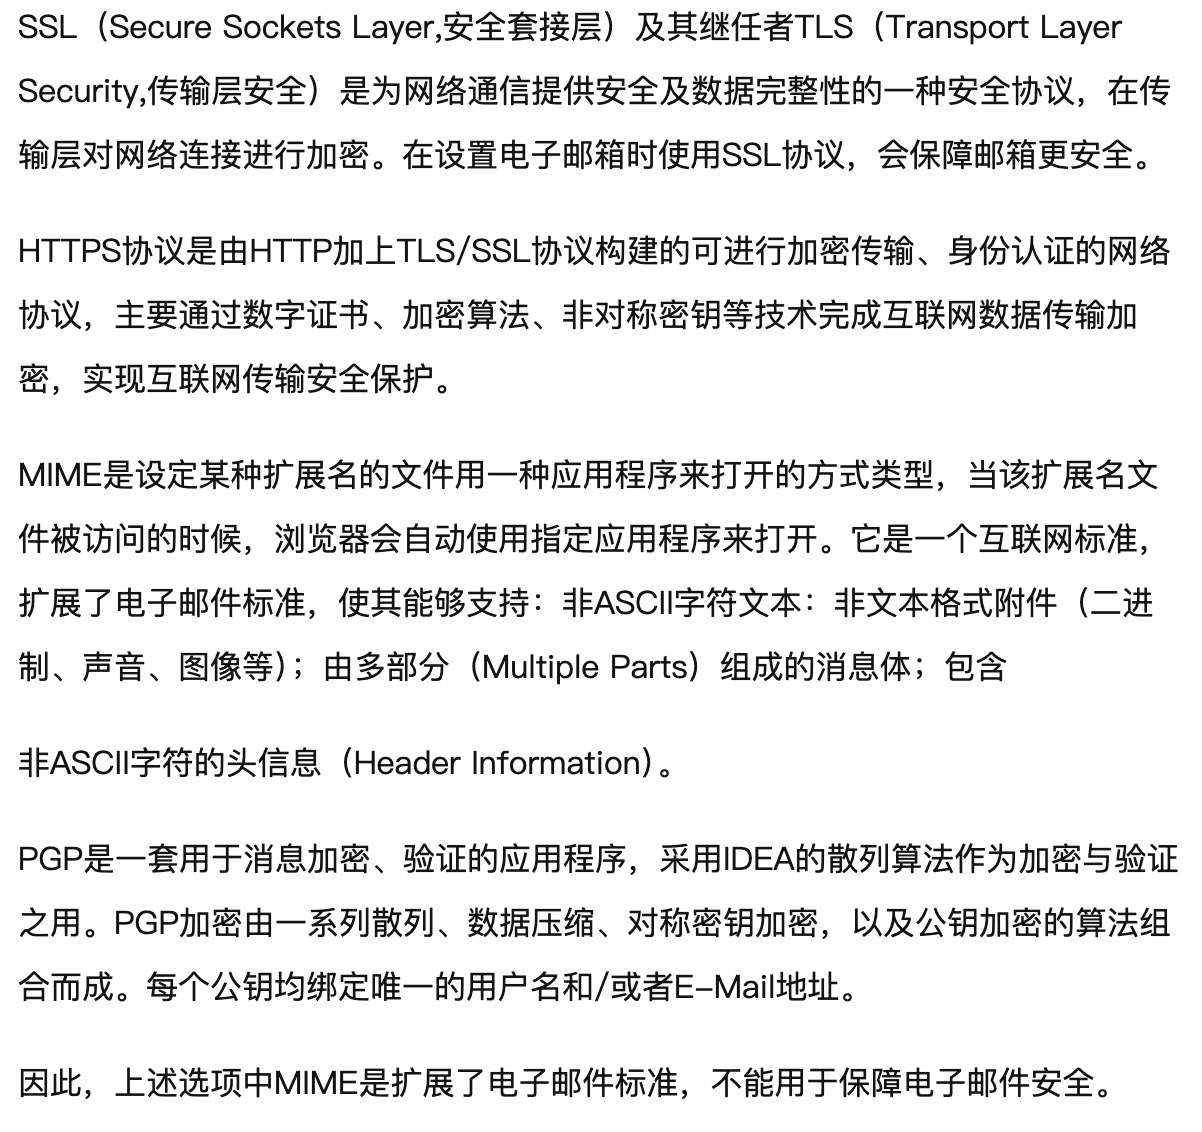 SSL（Secure Sockets Layer,安全套接层）及其继任者TLS（Transport Layer
Security,传输层安全）是为网络通信提供安全及数据完整性的一种安全协议，在传
输层对网络连接进行加密。在设置电子邮箱时使用SSL协议，会保障邮箱更安全。
HTTPS协议是由HTTP加上TLS/SSL协议构建的可进行加密传输、身份认证的网络
协议，主要通过数字证书、加密算法、非对称密钥等技术完成互联网数据传输加
密，实现互联网传输安全保护。
MIME是设定某种扩展名的文件用一种应用程序来打开的方式类型，当该扩展名文
件被访问的时候，浏览器会自动使用指定应用程序来打开。它是一个互联网标准，
扩展了电子邮件标准，使其能够支持：非ASCII字符文本：非文本格式附件（二进
制、声音、图像等）；由多部分（Multiple Parts）组成的消息体；包含
非ASCII字符的头信息（Header Information）。
PGP是一套用于消息加密、验证的应用程序，采用IDEA的散列算法作为加密与验证
之用。PGP加密由一系列散列、数据压缩、对称密钥加密，以及公钥加密的算法组
合而成。每个公钥均绑定唯一的用户名和/或者E-Mail地址。
因此，上述选项中MIME是扩展了电子邮件标准，不能用于保障电子邮件安全。